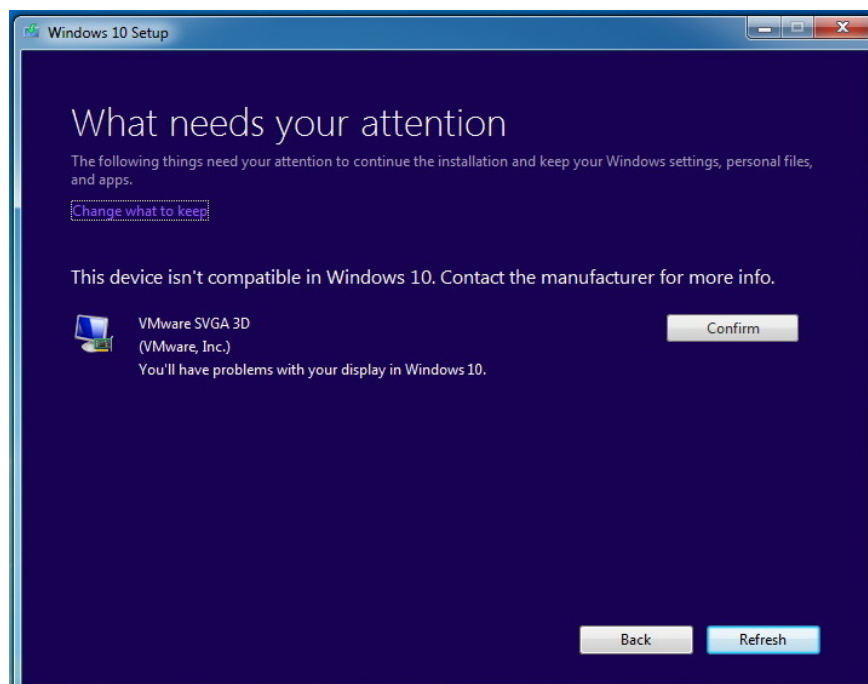 Windows 10 Setup
What needs your attention
The following things need your attention to continue the installation and keep your Windows settings, personal files,
and apps.
Change what to keep
This device isn't compatible in Windows 10. Contact the manufacturer for more info.
VMware SVGA 3D
(VMware, Inc.)
You'll have problems with your display in Windows 10.
Confirm
Back
Refresh